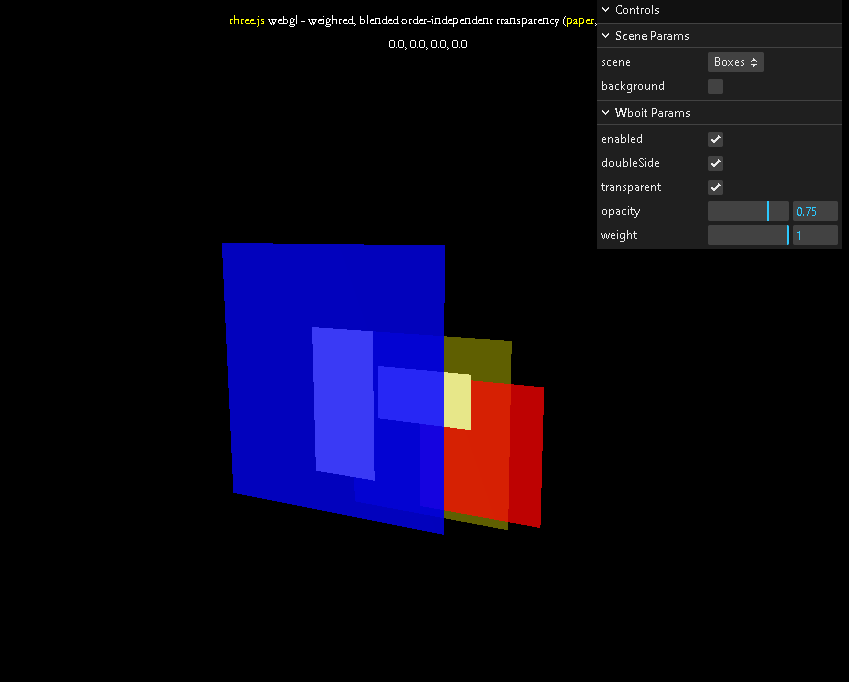 three.js webgl - weighted, blended order-independent transparency (paper,
0.0, 0.0, 0.0, 0.0
Controls
Scene Params
scene Boxes
background
Wboit Params
enabled
doubleSide
transparent
opacity 0.75
weight 1